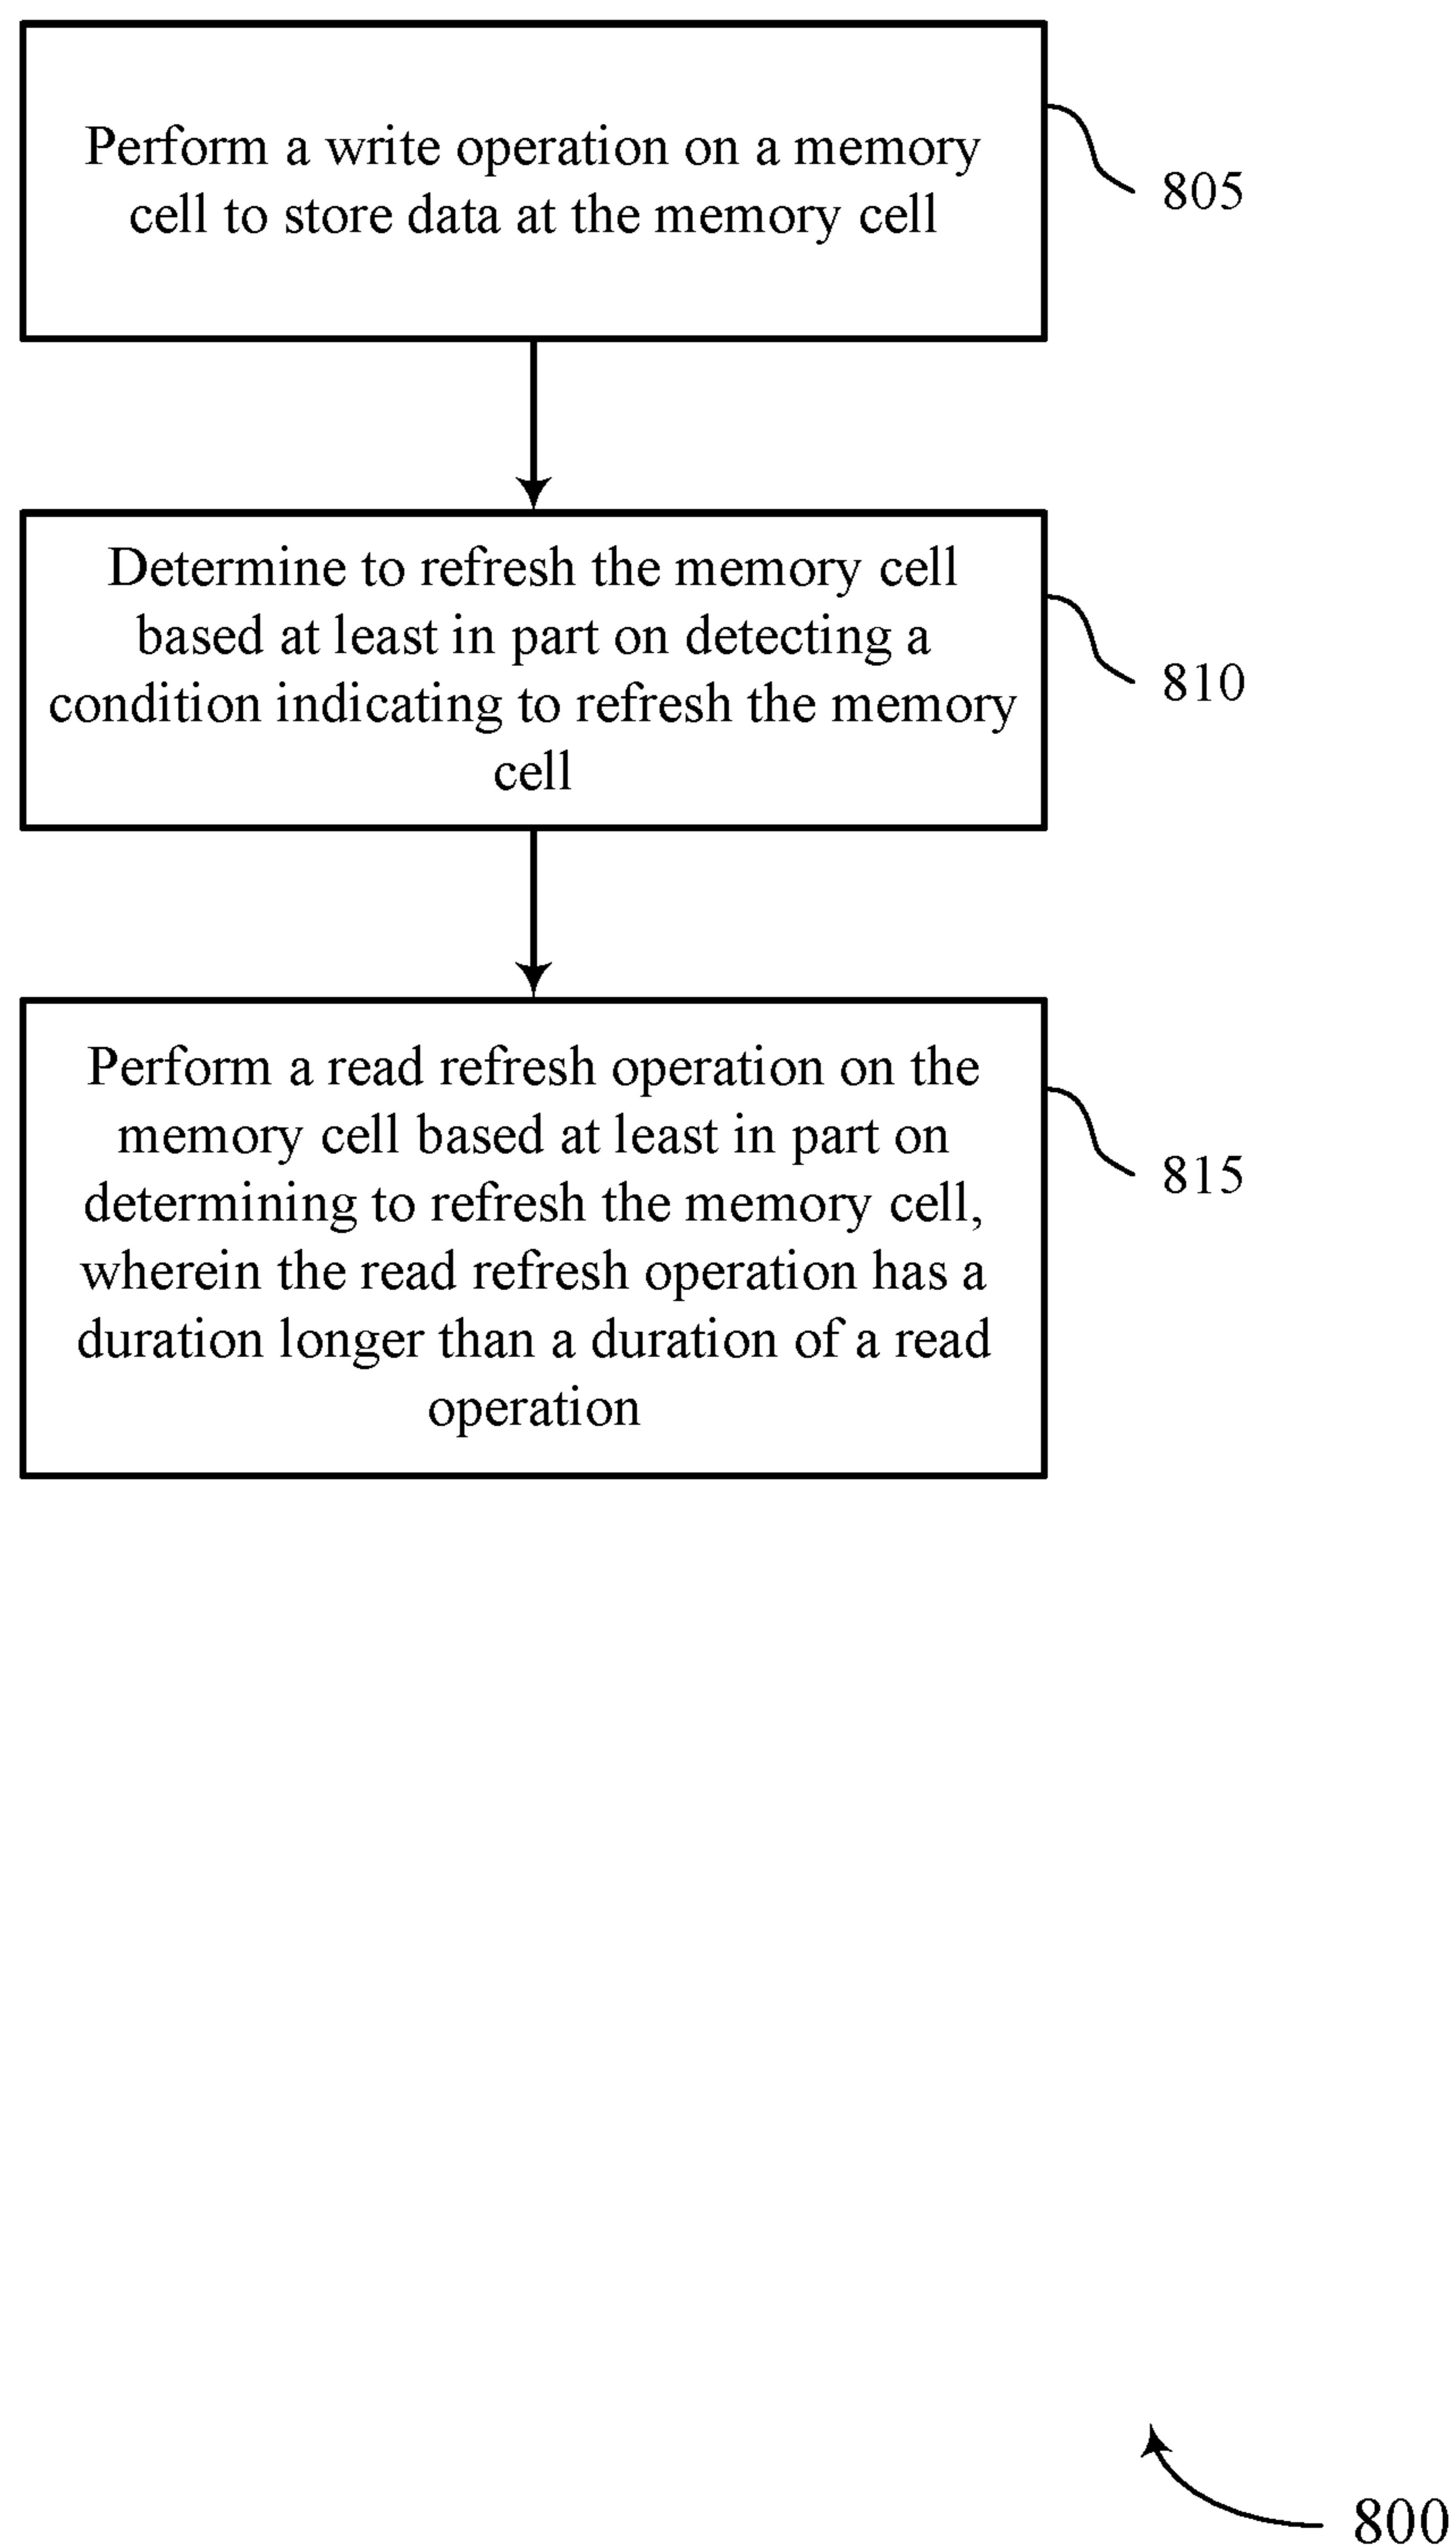 Perform a write operation on a memory
cell to store data at the memory cell
805
Determine to refresh the memory cell
based at least in part on detecting a
condition indicating to refresh the memory
cell
810
Perform a read refresh operation on the
memory cell based at least in part on
determining to refresh the memory cell,
wherein the read refresh operation has a
duration longer than a duration of a read
operation
815
800